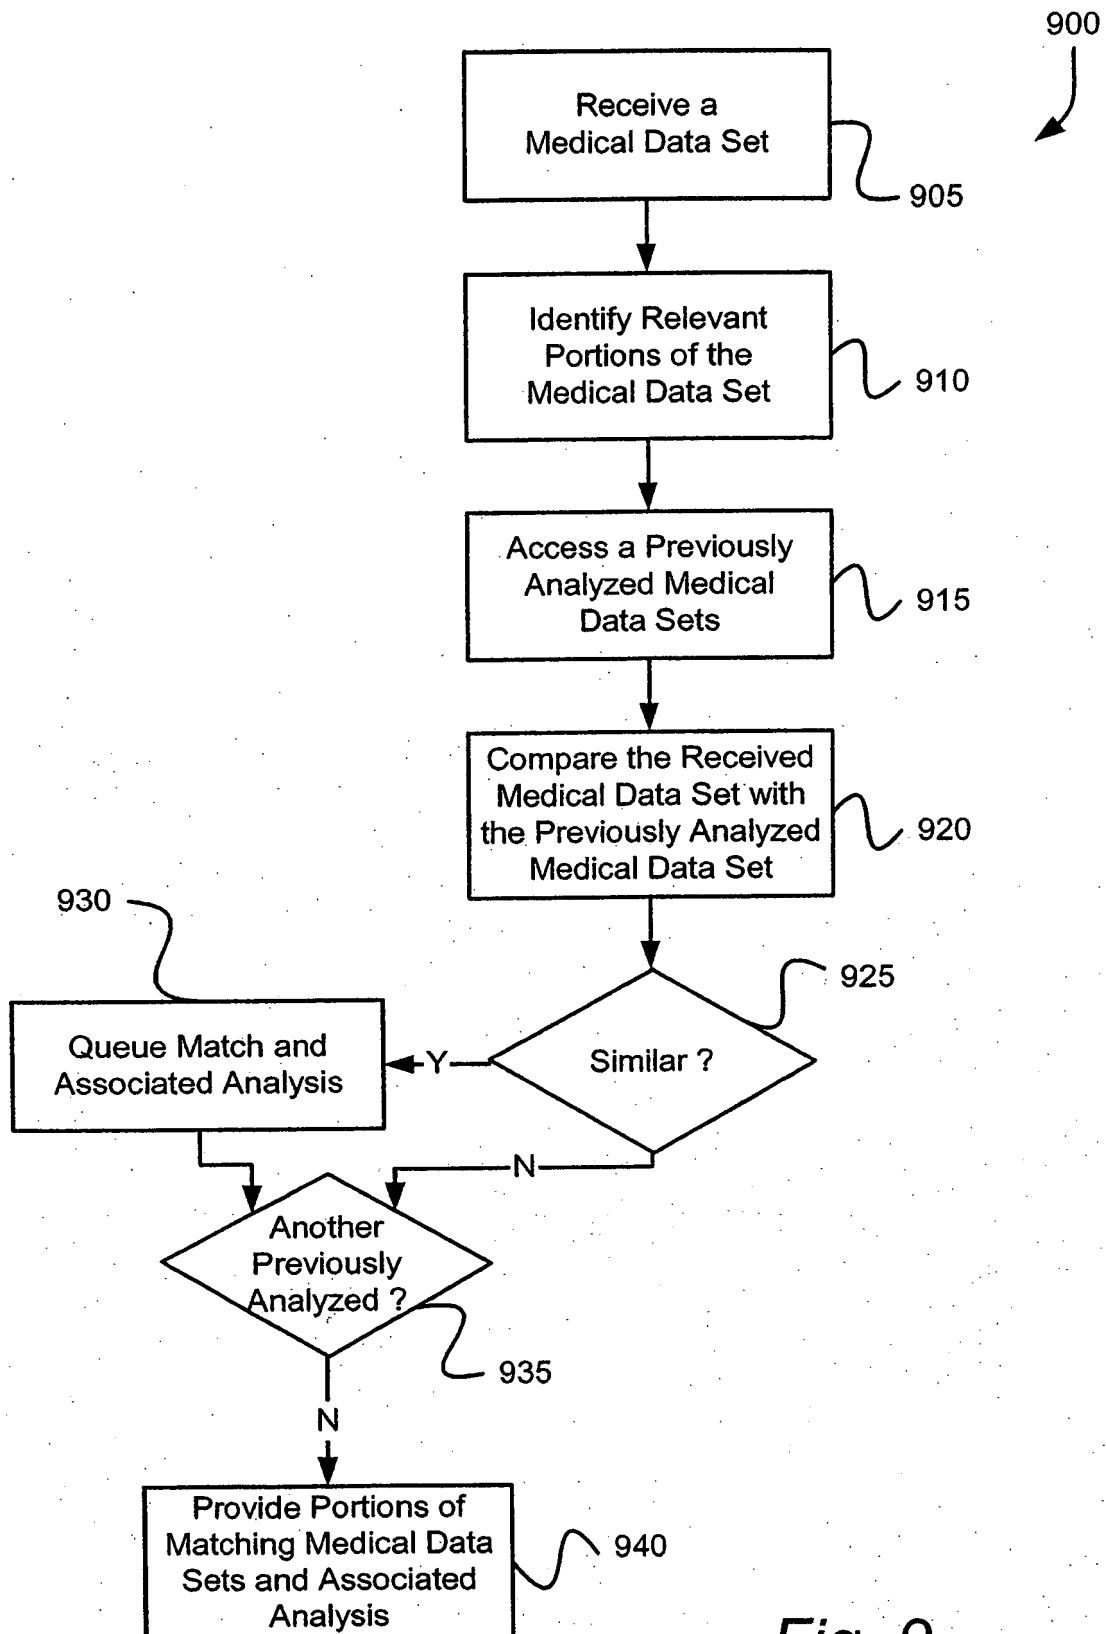 900
Receive a
Medical Data Set
905
Identify Relevant
Portions of the
Medical Data Set
910
Access a Previously
Analyzed Medical
Data Sets
915
Compare the Received
Medical Data Set with
the Previously Analyzed
Medical Data Set
920
930
925
Queue Match and
Associated Analysis
Y
Similar ?
N
Another
Previously
Analyzed ?
935
N
Provide Portions of
Matching Medical Data
Sets and Associated
Analysis
940
Fig. 9